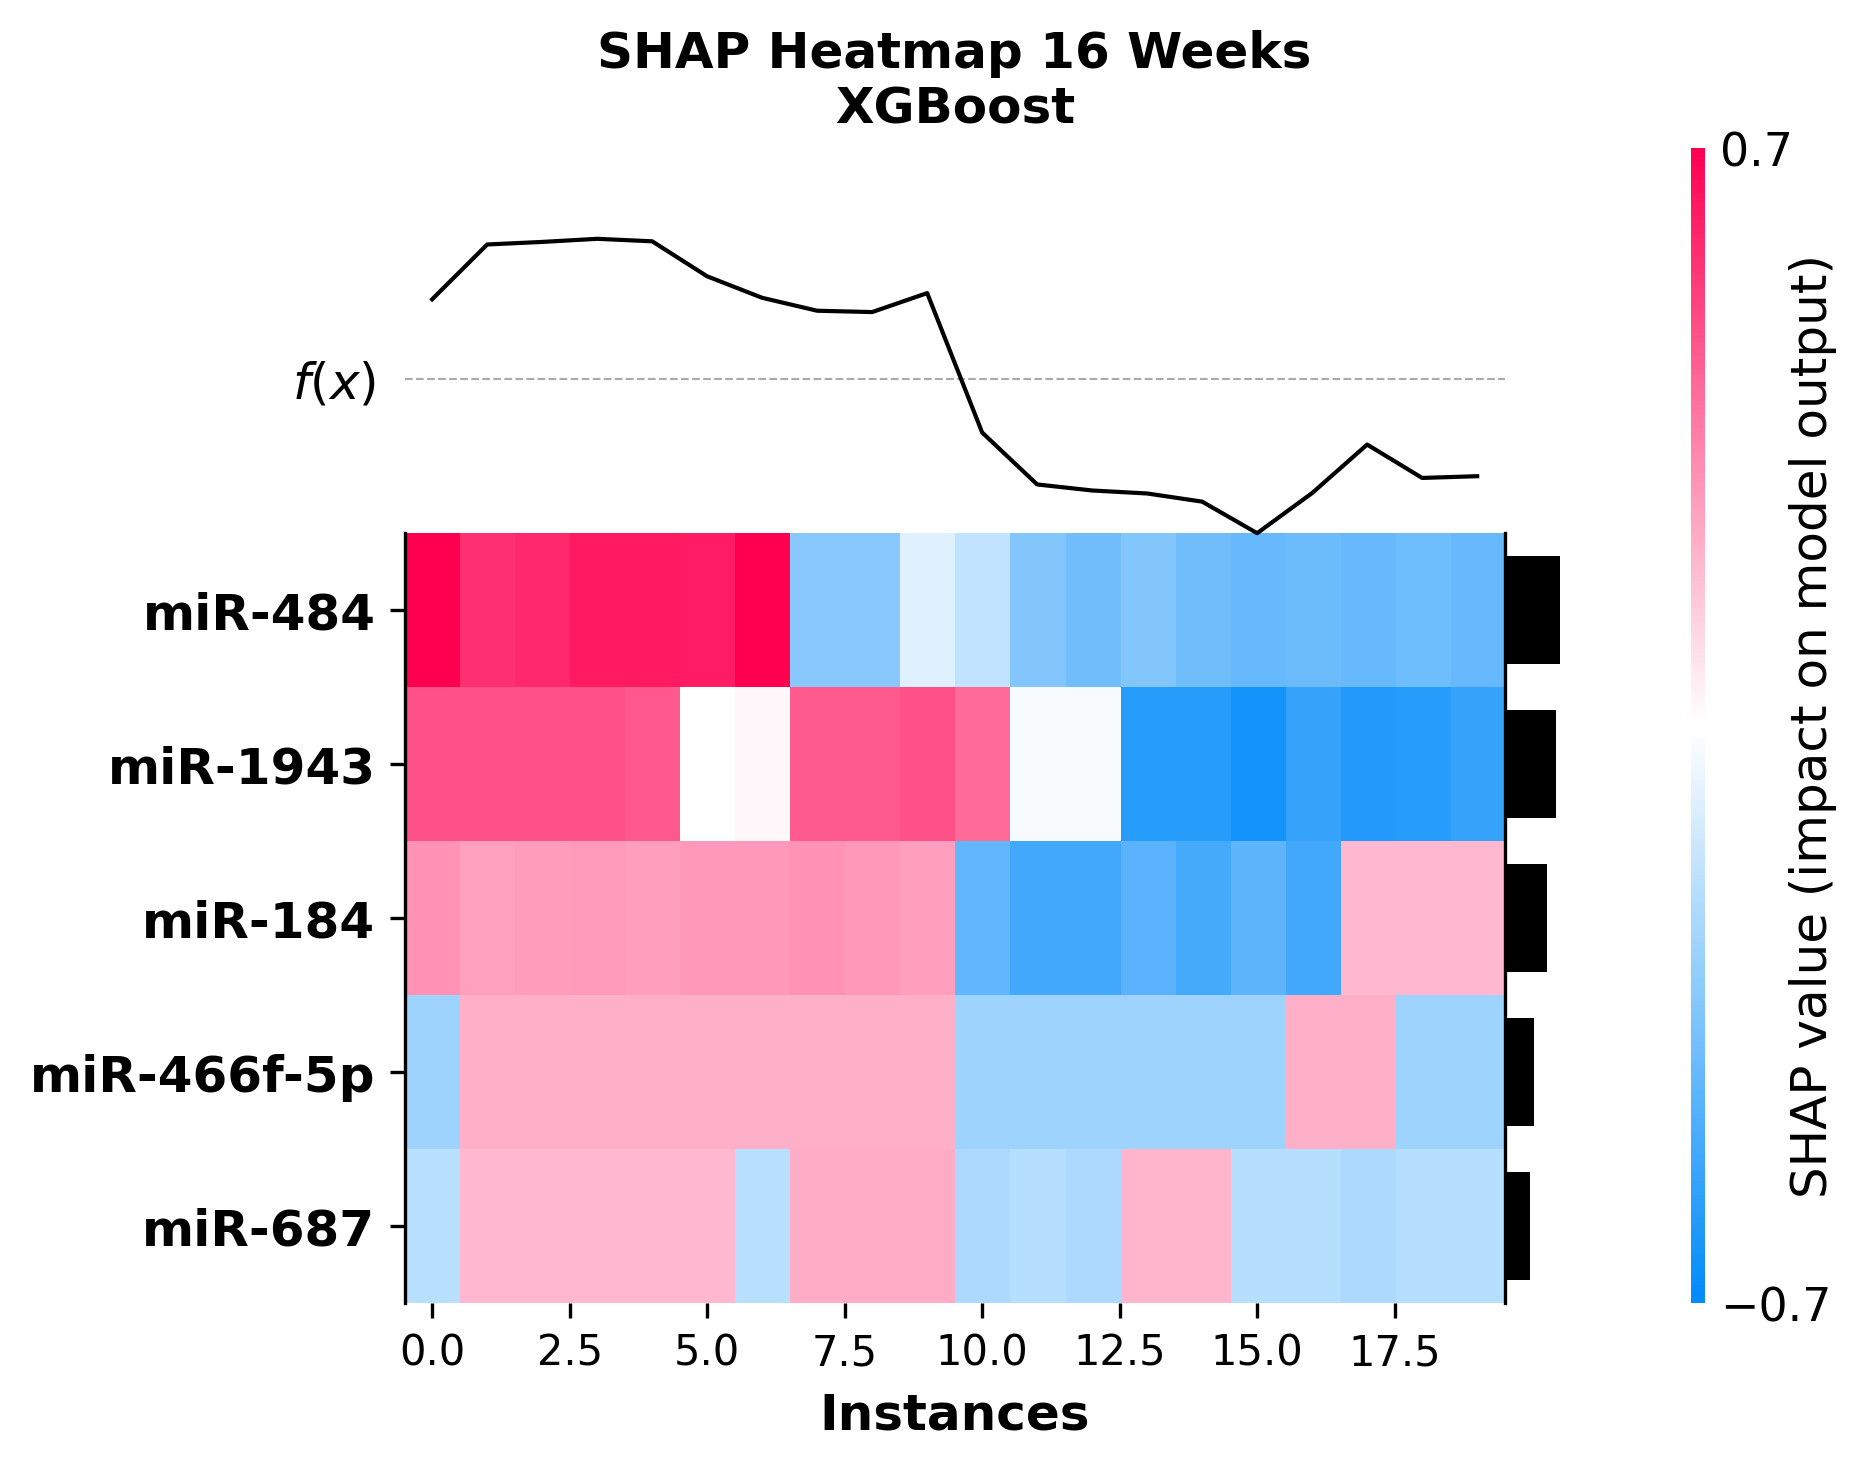 SHAP Heatmap 16 Weeks
XGBoost
0.7
f(x)
miR-484
miR-1943
miR-184
miR-466f-5p
miR-687
SHAP value (impact on model output)
−0.7
0.0 2.5 5.0 7.5 10.0 12.5 15.0 17.5
Instances